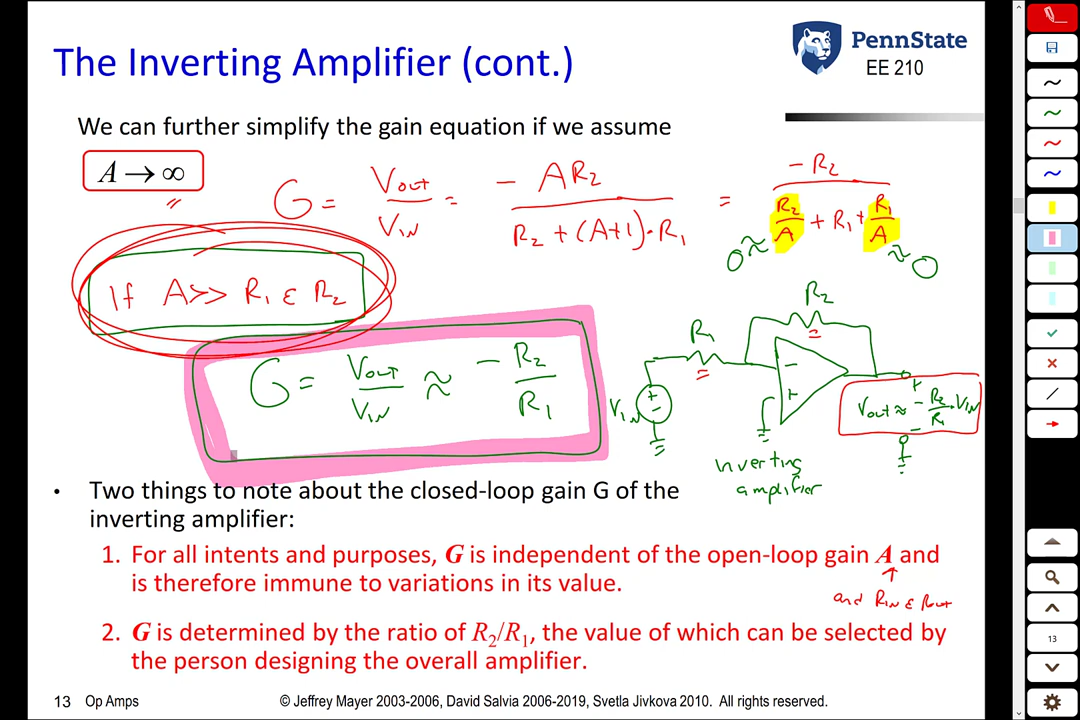 The Inverting Amplifier (cont.)
PennState
EE 210
We can further simplify the gain equation if we assume
A → ∞
G = Vout/VIN = - AR2 / (R2 + (A+1)·R1) = - R2 / (R2/A + R1 + R1/A)
0 ≈
≈ 0
If A >> R1 & R2
G = Vout/VIN ≈ - R2/R1
R2
R1
VIN
+
-
-
+
+
Vout ≈ - R2/R1 · VIN
-
Inverting
amplifier
• Two things to note about the closed-loop gain G of the
inverting amplifier:
1. For all intents and purposes, G is independent of the open-loop gain A and
is therefore immune to variations in its value.
and RIN & Rout
2. G is determined by the ratio of R2/R1, the value of which can be selected by
the person designing the overall amplifier.
13 Op Amps © Jeffrey Mayer 2003-2006, David Salvia 2006-2019, Svetla Jivkova 2010. All rights reserved.
13